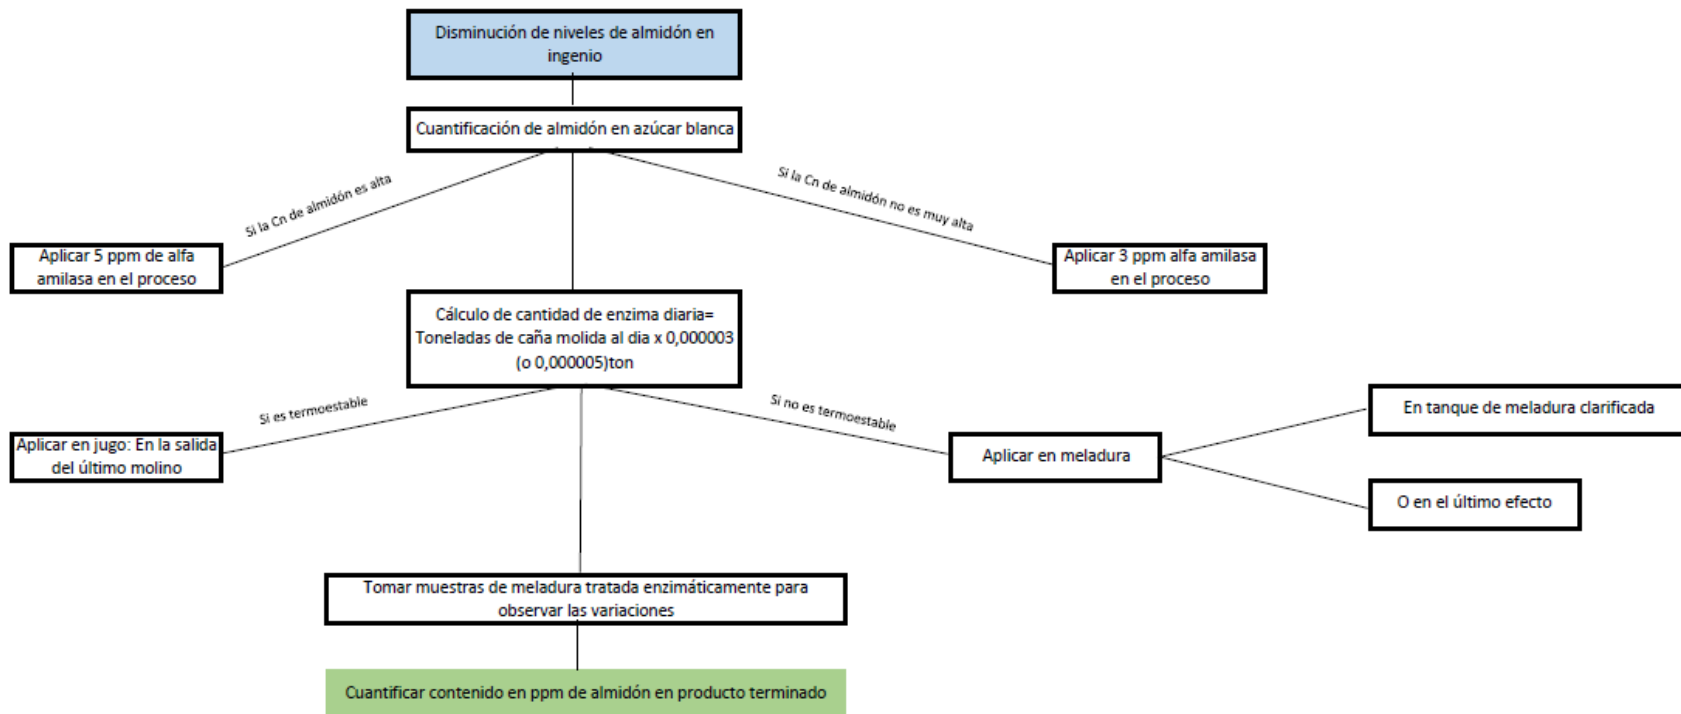 Disminución de niveles de almidón en
ingenio
Cuantificación de almidón en azúcar blanca
Si la Cn de almidón es alta
Si la Cn de almidón no es muy alta
Aplicar 5 ppm de alfa
amilasa en el proceso
Aplicar 3 ppm alfa amilasa
en el proceso
Cálculo de cantidad de enzima diaria=
Toneladas de caña molida al dia x 0,000003
(o 0,000005)ton
Si es termoestable
Si no es termoestable
Aplicar en jugo: En la salida
del último molino
Aplicar en meladura
En tanque de meladura clarificada
O en el último efecto
Tomar muestras de meladura tratada enzimáticamente para
observar las variaciones
Cuantificar contenido en ppm de almidón en producto terminado